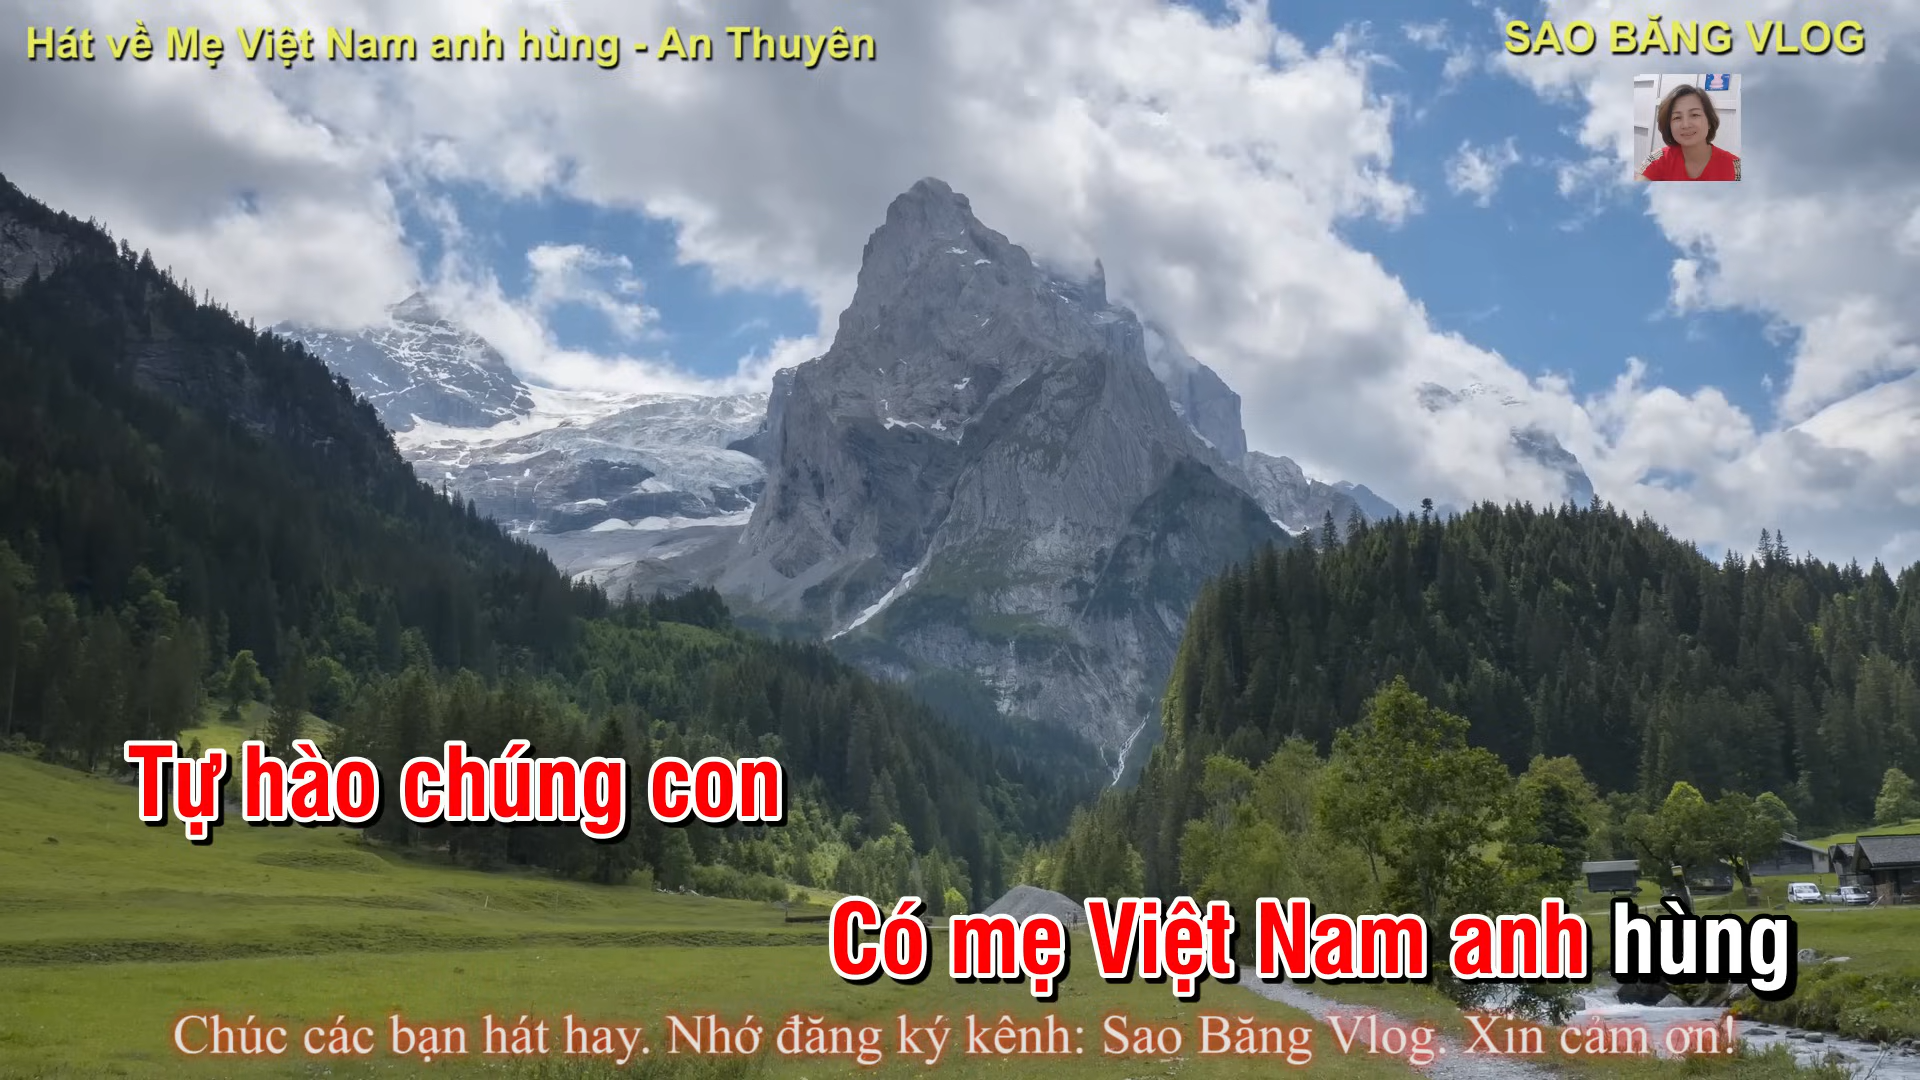 Hát về Mẹ Việt Nam anh hùng - An Thuyên
SAO BĂNG VLOG
Tự hào chúng con
Có mẹ Việt Nam anh hùng
Chúc các bạn hát hay. Nhớ đăng ký kênh: Sao Băng Vlog. Xin cảm ơn!